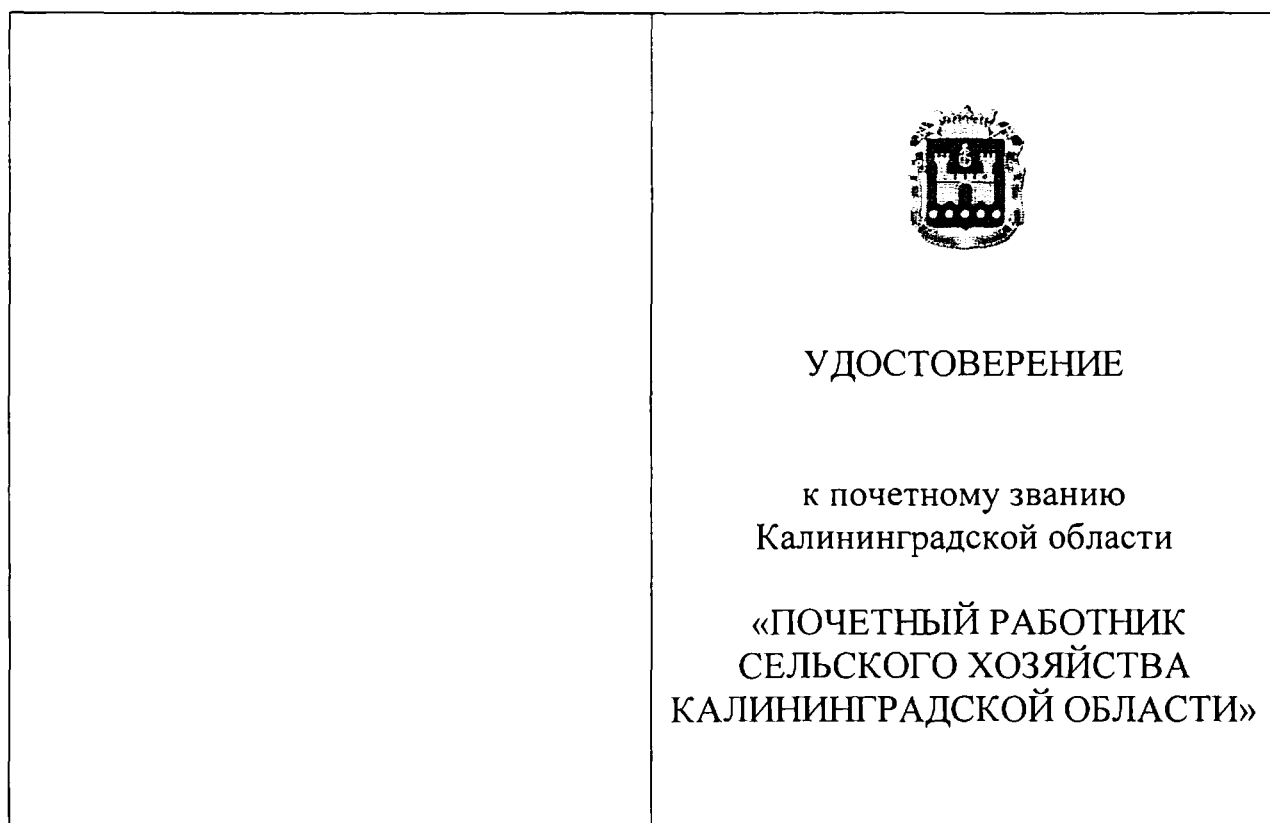 УДОСТОВЕРЕНИЕ
к почетному званию
Калининградской области
«ПОЧЕТНЫЙ РАБОТНИК
СЕЛЬСКОГО ХОЗЯЙСТВА
КАЛИНИНГРАДСКОЙ ОБЛАСТИ»